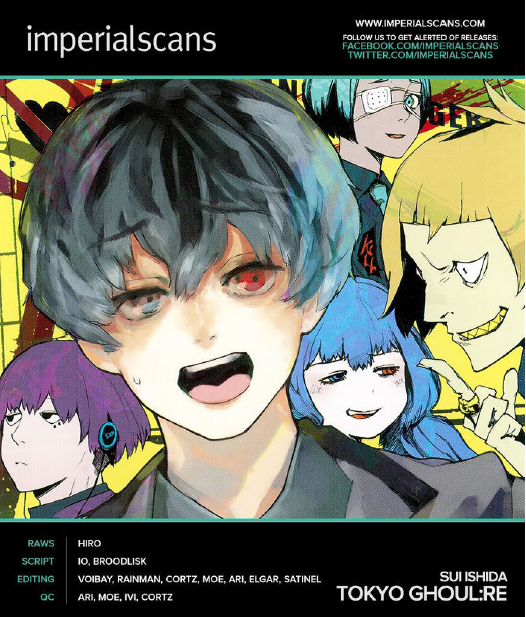 imperialscans
WWW.IMPERIALSCANS.COM
FOLLOW US TO GET ALERTED OF RELEASES:
FACEBOOK.COM/IMPERIALSCANS
TWITTER.COM/IMPERIALSCANS
RAWS HIRO
SCRIPT IO, BROODLISK
EDITING VOIBAY, RAINMAN, CORTZ, MOE, ARI, ELGAR, SATINEL
QC ARI, MOE, IVI, CORTZ
SUI ISHIDA
TOKYO GHOUL:RE